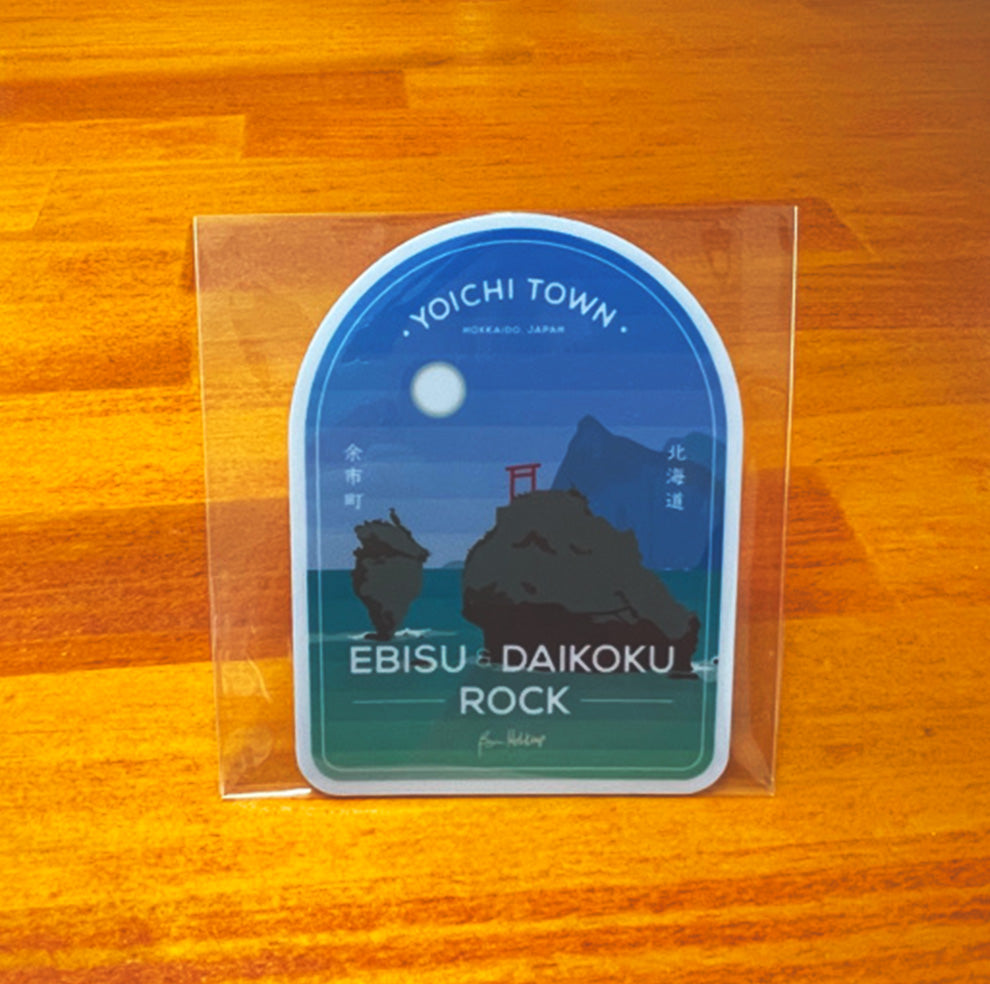 • YOICHI TOWN •
HOKKAIDO. JAPAN
余市町
北海道
EBISU & DAIKOKU
ROCK